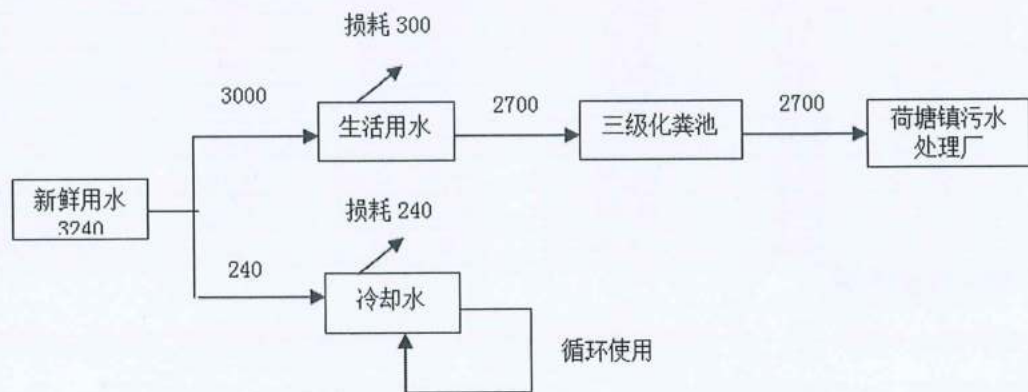 损耗 300
3000
生活用水
2700
三级化粪池
2700
荷塘镇污水
处理厂
新鲜用水
3240
损耗 240
240
冷却水
循环使用